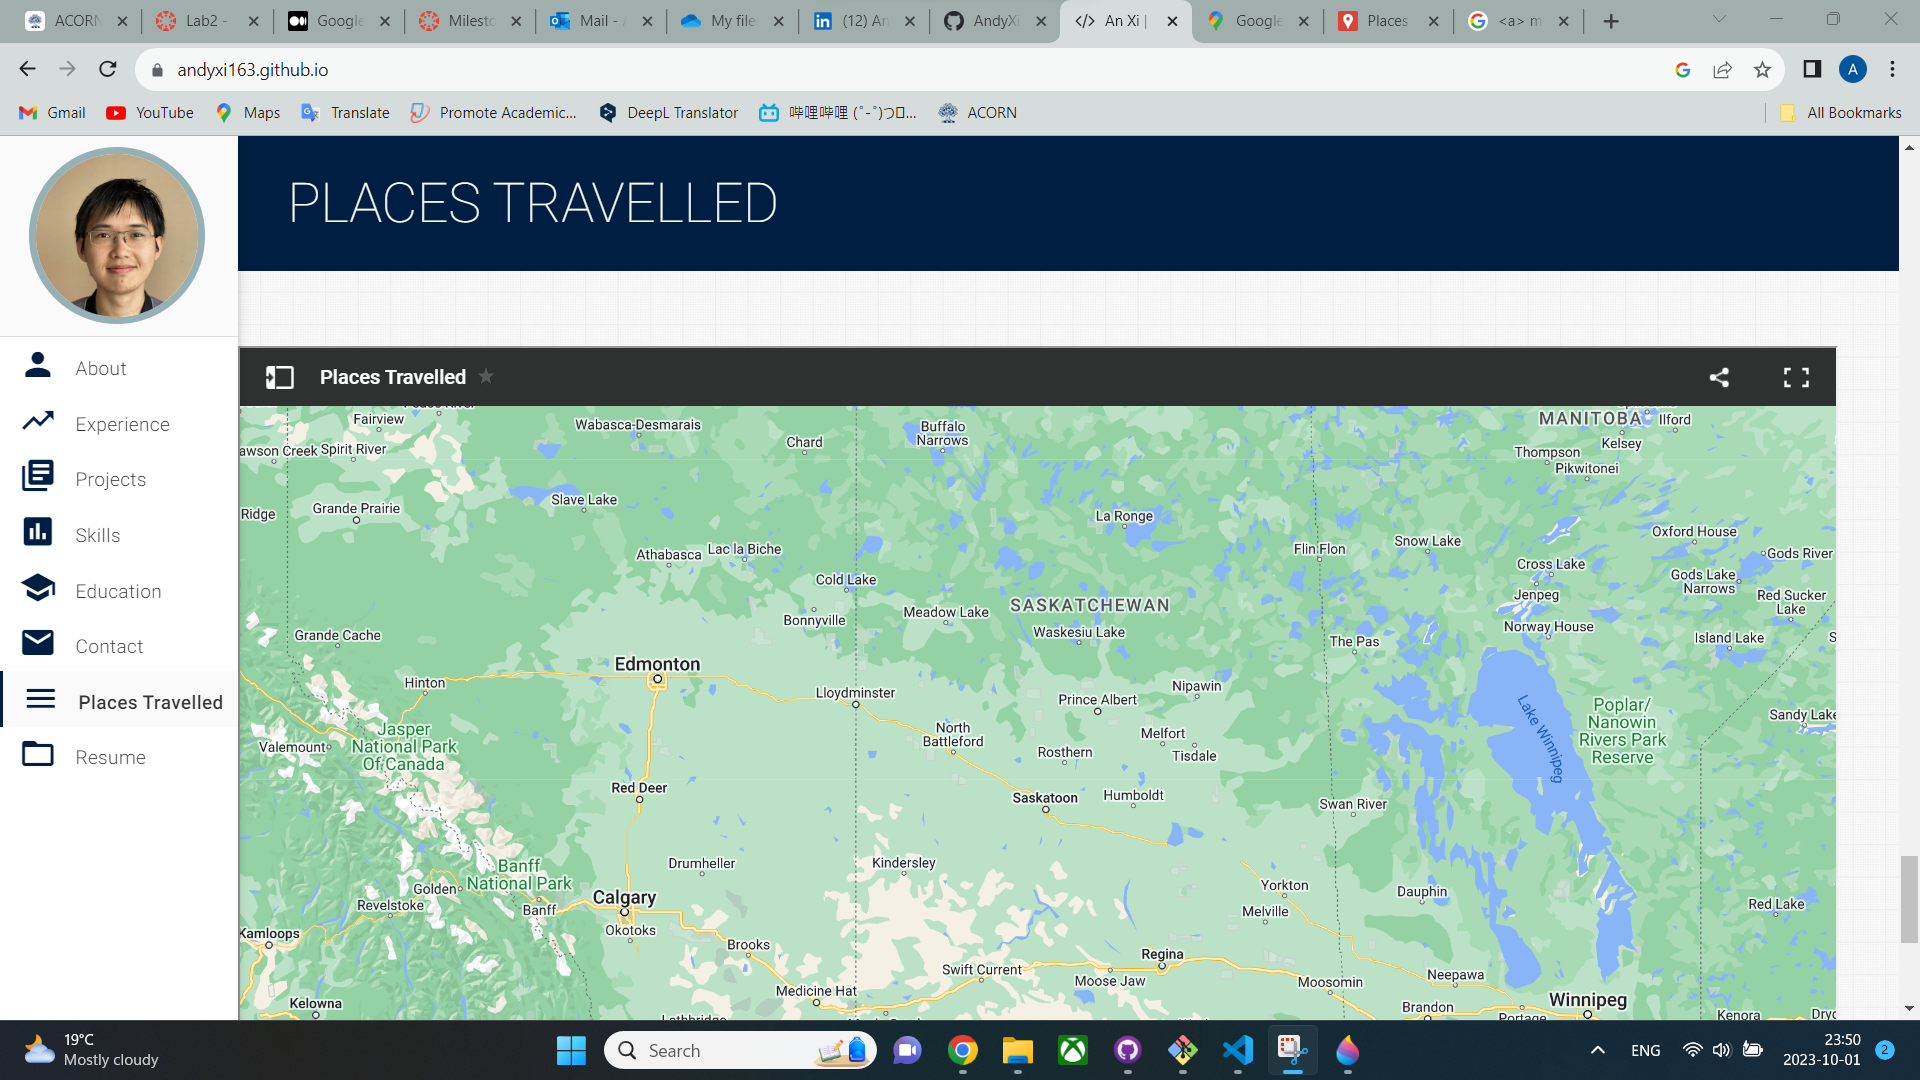 ACORN
Lab2 -
Google
Milesto
Mail - A
My file
(12) An
AndyXi
An Xi |
Google
Places
<a> m
andyxi163.github.io
A
Gmail
YouTube
Maps
Translate
Promote Academic...
DeepL Translator
ACORN
All Bookmarks
PLACES TRAVELLED
About
Experience
Projects
Skills
Education
Contact
Places Travelled
Resume
Places Travelled
Fairview
Wabasca-Desmarais
Chard
Buffalo
Narrows
MANITOBA
Ilford
Kelsey
awson Creek
Spirit River
Thompson
Pikwitonei
Slave Lake
Ridge
Grande Prairie
La Ronge
Oxford House
Athabasca
Lac la Biche
Flin Flon
Snow Lake
Gods River
Cross Lake
Cold Lake
Gods Lake
Narrows
Jenpeg
Red Sucker
Lake
SASKATCHEWAN
Meadow Lake
Bonnyville
Norway House
Waskesiu Lake
Grande Cache
The Pas
Island Lake
S
Edmonton
Hinton
Lloydminster
Nipawin
Prince Albert
Lake Winnipeg
Poplar/
Nanowin
Rivers Park
Reserve
Sandy Lake
Jasper
National Park
Of Canada
Valemount
North
Battleford
Melfort
Rosthern
Tisdale
Red Deer
Saskatoon
Humboldt
Swan River
Drumheller
Kindersley
Banff
National Park
Golden
Yorkton
Dauphin
Calgary
Revelstoke
Banff
Melville
Red Lake
Okotoks
Kamloops
Brooks
Regina
Swift Current
Moose Jaw
Moosomin
Neepawa
Medicine Hat
Kelowna
Brandon
Winnipeg
Portage
Kenora
Dryd
Lethbridge
19°C
Mostly cloudy
Search
ENG
23:50
2023-10-01
2